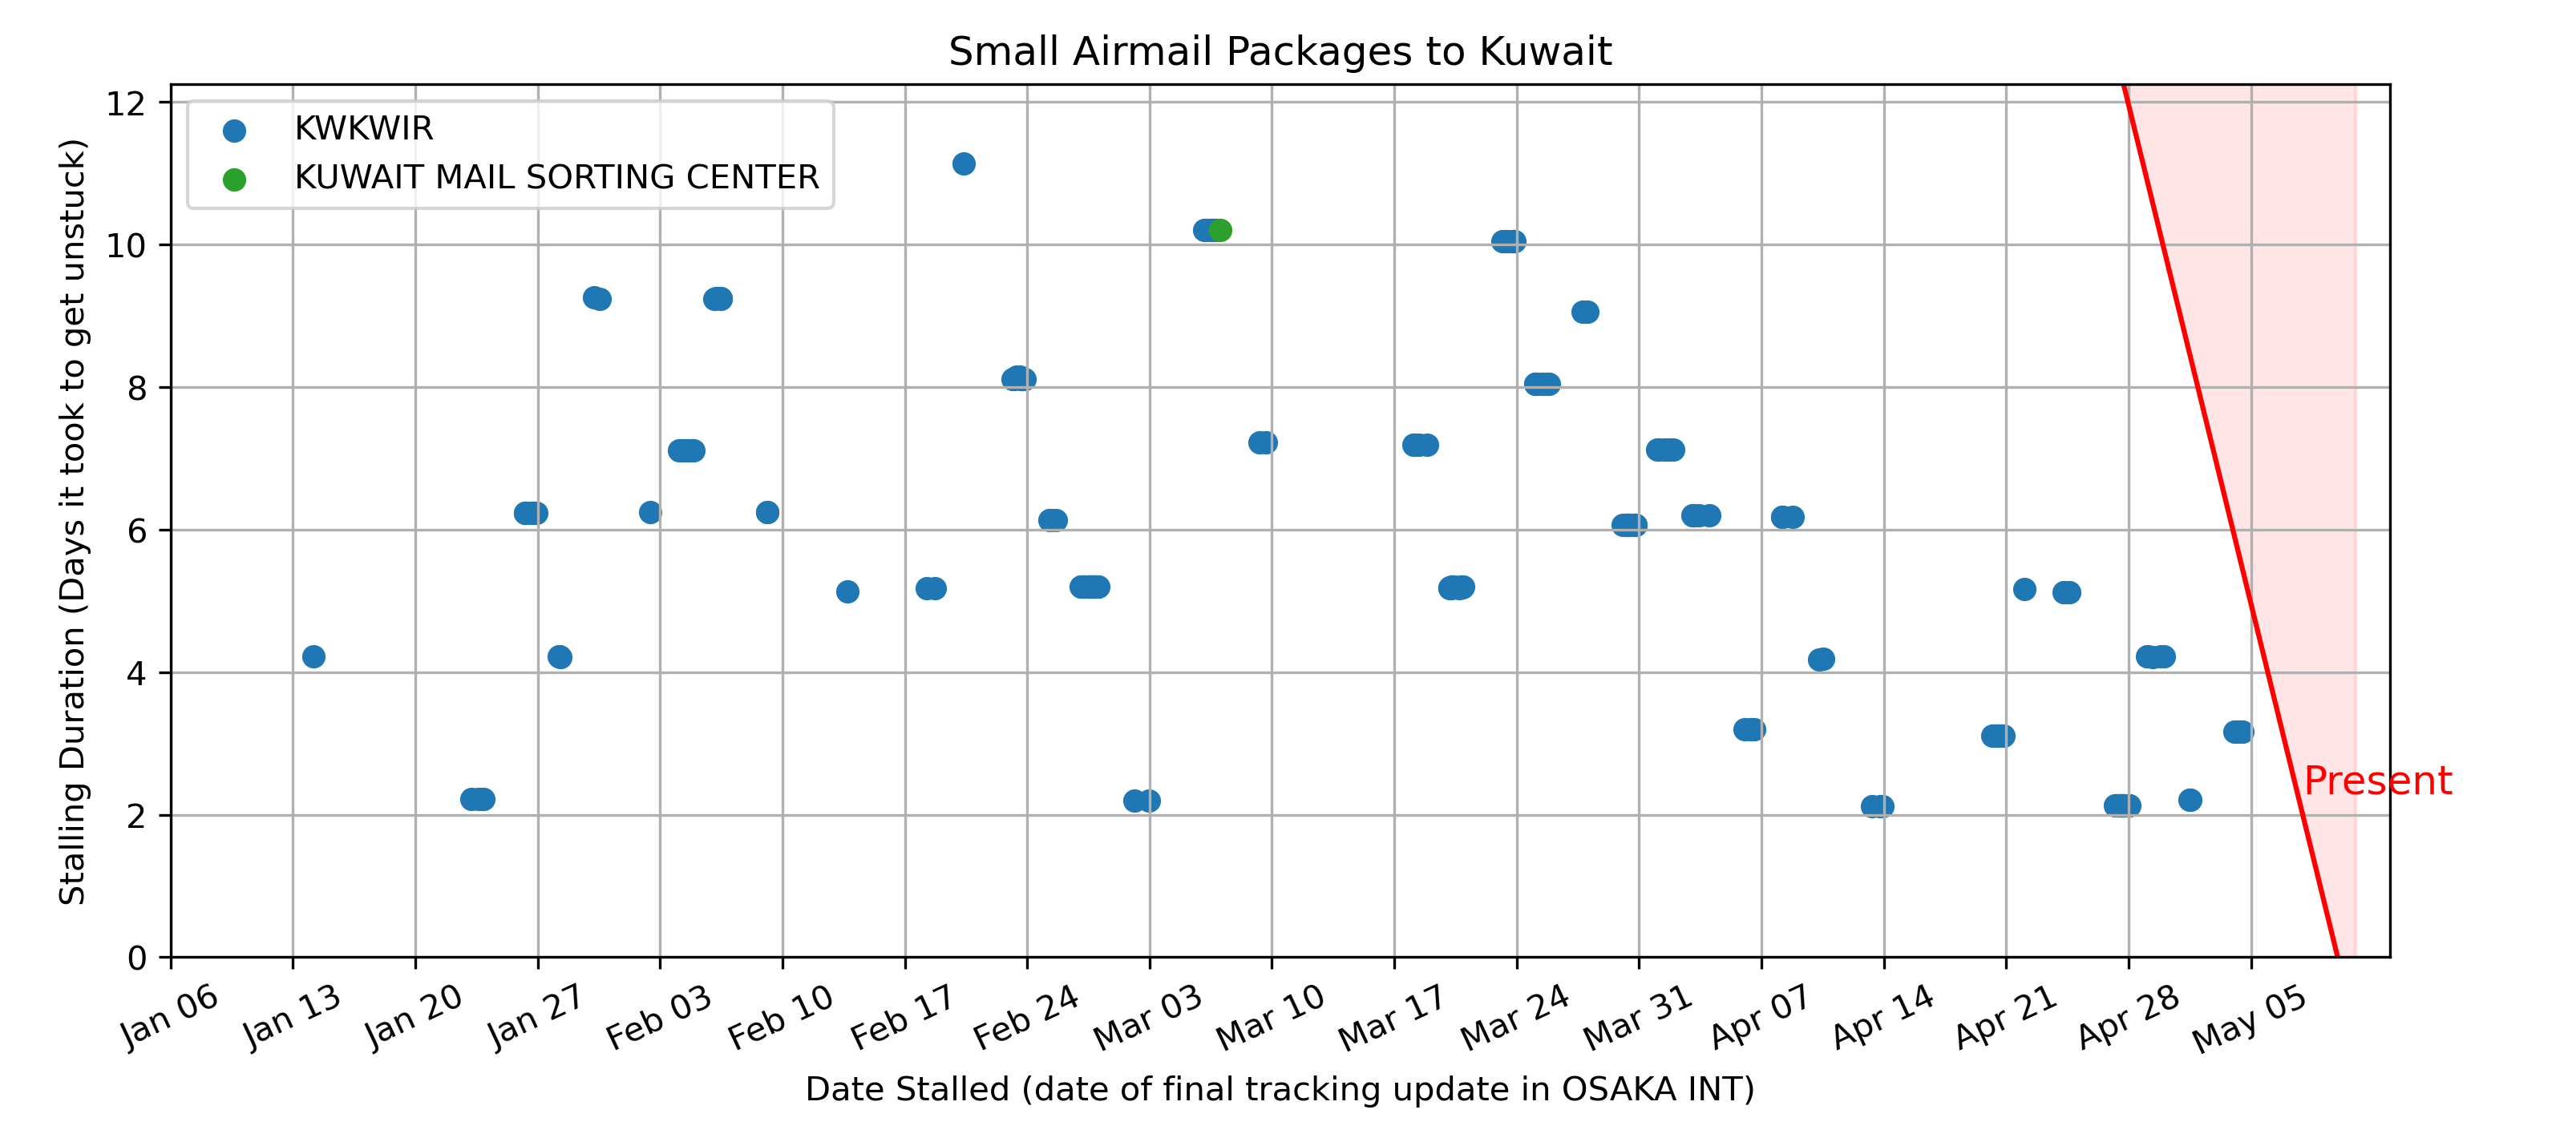 Small Airmail Packages to Kuwait
KWKWIR
KUWAIT MAIL SORTING CENTER
Stalling Duration (Days it took to get unstuck)
12
10
8
6
4
2
0
Present
Jan 06
Jan 13
Jan 20
Jan 27
Feb 03
Feb 10
Feb 17
Feb 24
Mar 03
Mar 10
Mar 17
Mar 24
Mar 31
Apr 07
Apr 14
Apr 21
Apr 28
May 05
Date Stalled (date of final tracking update in OSAKA INT)